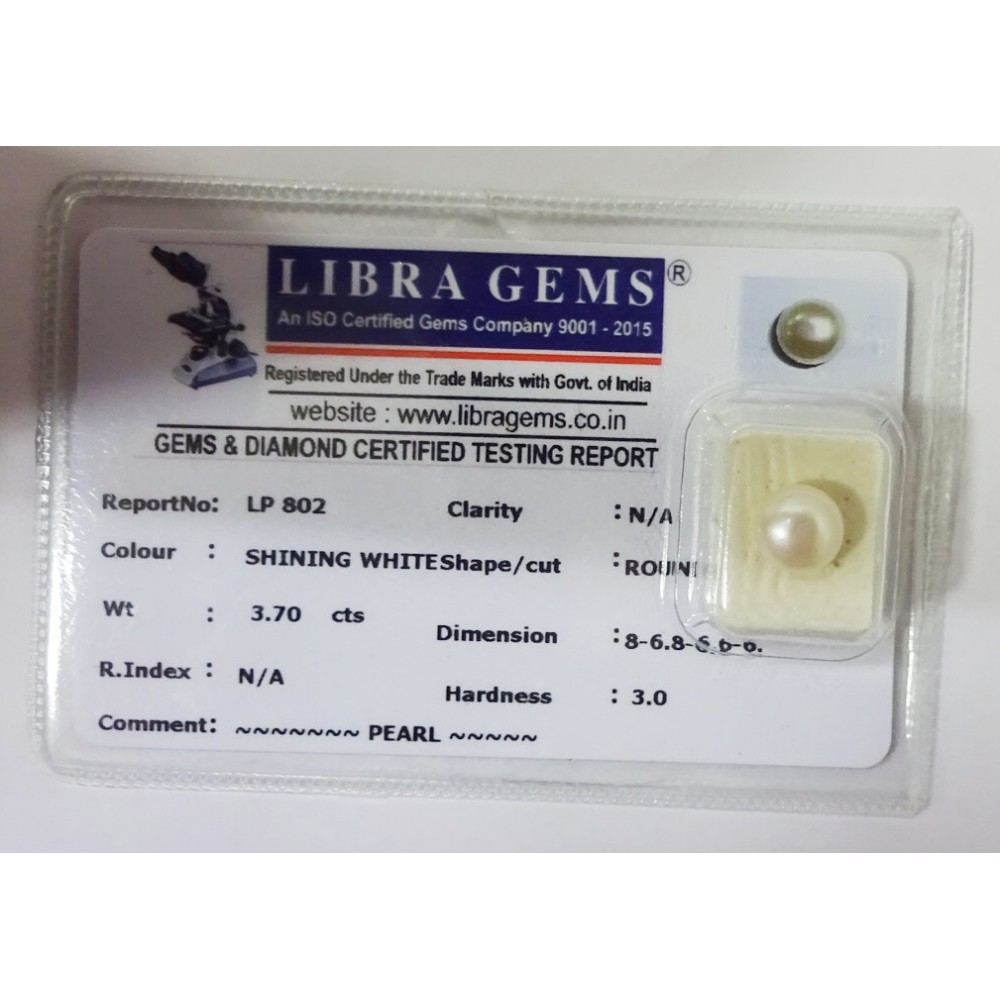 LIBRA GEMS ®
An ISO Certified Gems Company 9001 - 2015
Registered Under the Trade Marks with Govt. of India
website : www.libragems.co.in
GEMS & DIAMOND CERTIFIED TESTING REPORT
ReportNo: LP 802 Clarity : N/A
Colour : SHINING WHITE Shape/cut :
Wt : 3.70 cts Dimension :
R.Index : N/A Hardness : 3.0
Comment: ~~~~~~~ PEARL ~~~~~